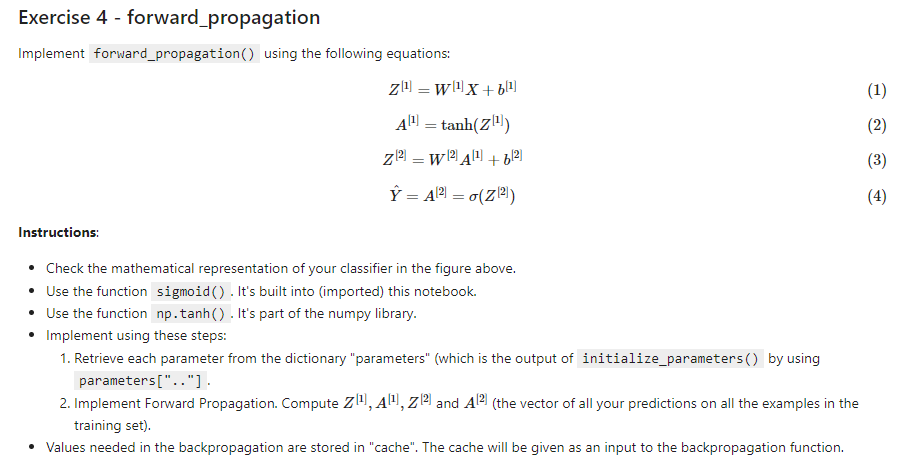 Exercise 4 - forward_propagation
Implement forward_propagation() using the following equations:
Z^[1] = W^[1] X + b^[1] (1)
A^[1] = tanh(Z^[1]) (2)
Z^[2] = W^[2] A^[1] + b^[2] (3)
Ŷ = A^[2] = σ(Z^[2]) (4)
Instructions:
• Check the mathematical representation of your classifier in the figure above.
• Use the function sigmoid() . It's built into (imported) this notebook.
• Use the function np.tanh() . It's part of the numpy library.
• Implement using these steps:
1. Retrieve each parameter from the dictionary "parameters" (which is the output of initialize_parameters() by using
parameters[".."] .
2. Implement Forward Propagation. Compute Z^[1], A^[1], Z^[2] and A^[2] (the vector of all your predictions on all the examples in the
training set).
• Values needed in the backpropagation are stored in "cache". The cache will be given as an input to the backpropagation function.